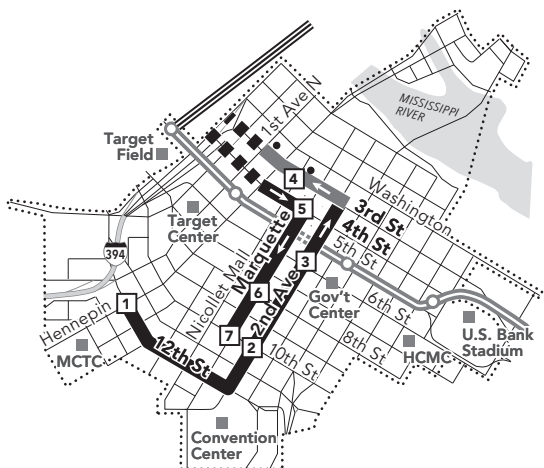 MISSISSIPPI
RIVER
1st Ave N
Target
Field
4
Washington
Target
Center
5
3rd St
4th St
5th St
394
Marquette
3
Nicollet Mall
6
2nd Ave
Gov't
Center
6th St
Hennepin
1
7
2
10th St
8th St
HCMC
U.S. Bank
Stadium
MCTC
12th St
Convention
Center